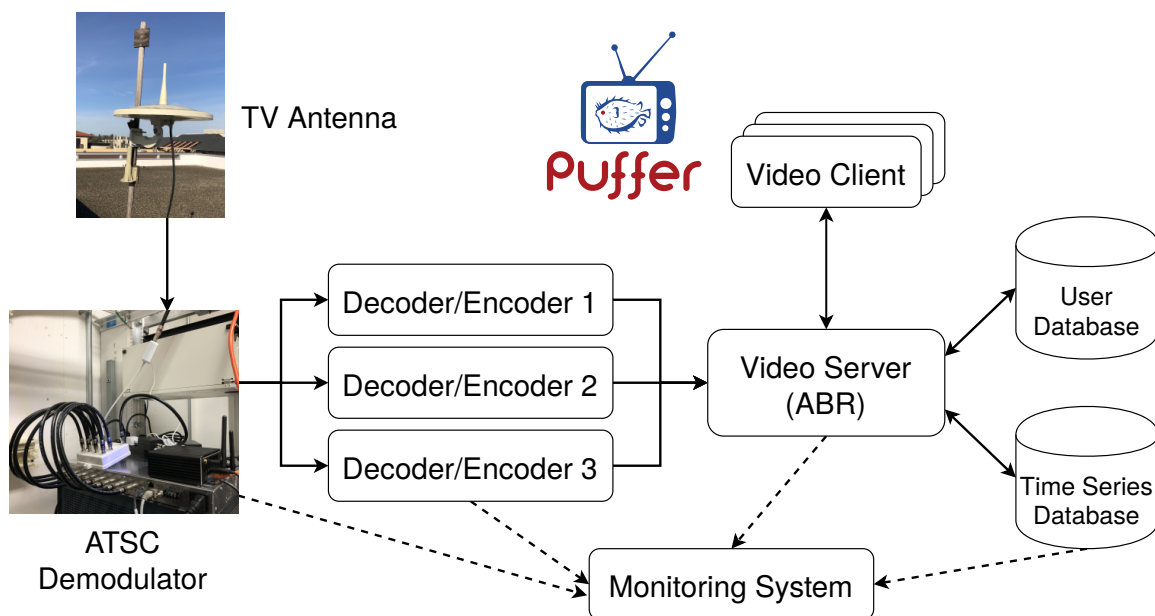 TV Antenna
Puffer
Video Client
Decoder/Encoder 1
Decoder/Encoder 2
Decoder/Encoder 3
Video Server
(ABR)
User
Database
Time Series
Database
ATSC
Demodulator
Monitoring System